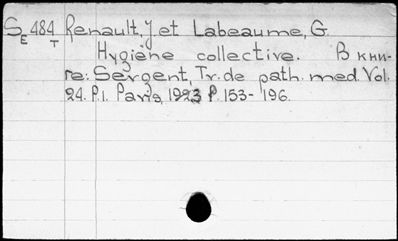 S E 484 T Renault, J. et Labeaume, G.
Hygiène collective. В кни-
ге: Sergent, Tr. de path. med. Vol.
24. P. 1. Paris, 1923 P. 153-196.